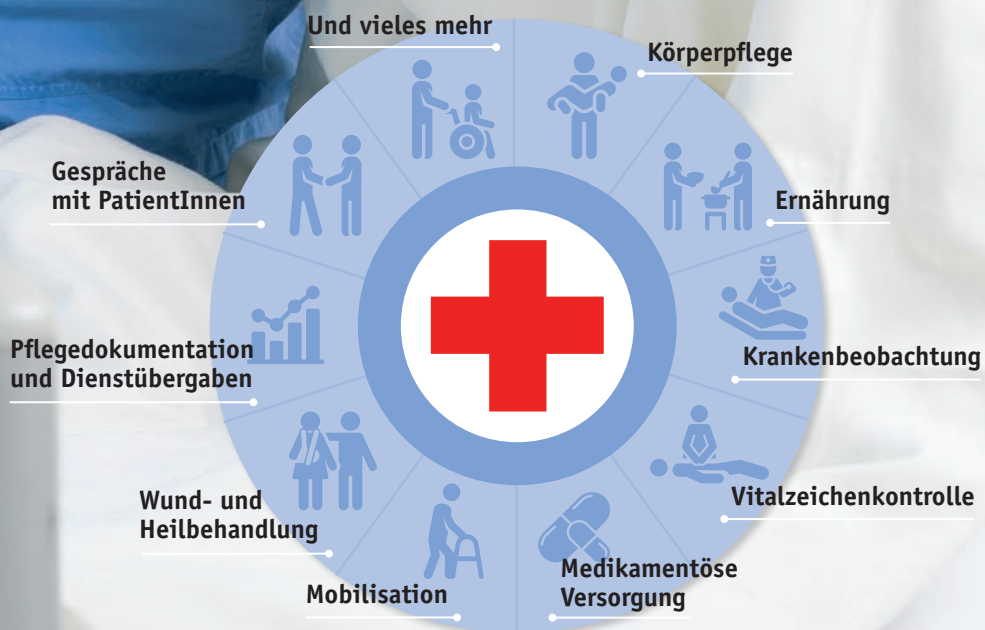 Und vieles mehr
Körperpflege
Ernährung
Krankenbeobachtung
Vitalzeichenkontrolle
Medikamentöse
Versorgung
Mobilisation
Wund- und
Heilbehandlung
Pflegedokumentation
und Dienstübergaben
Gespräche
mit PatientInnen